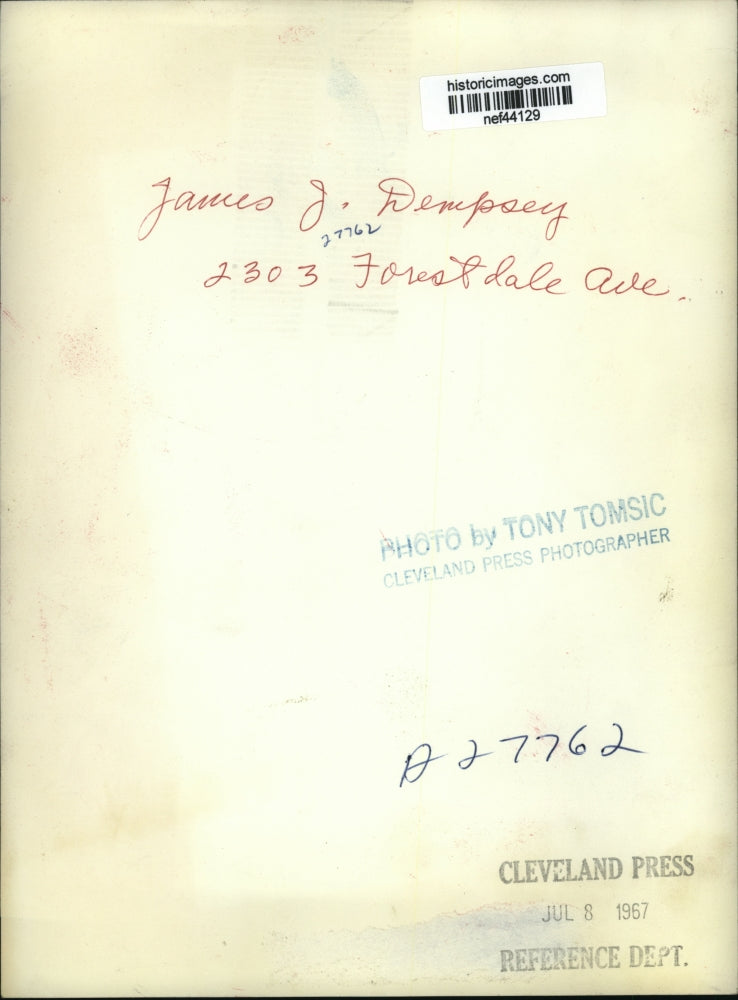 historicimages.com
nef44129
James J. Dempsey
27762
2303 Forestdale Ave.
PHOTO by TONY TOMSIC
CLEVELAND PRESS PHOTOGRAPHER
A27762
CLEVELAND PRESS
JUL 8 1967
REFERENCE DEPT.